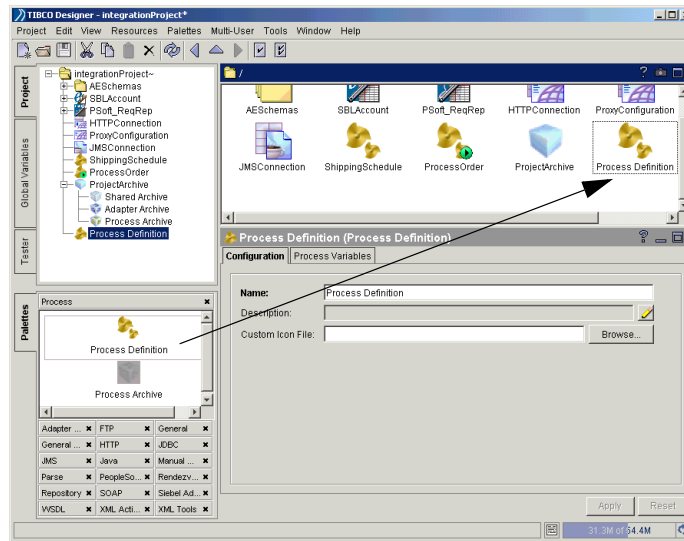 TIBCO Designer - integrationProject*
Project Edit View Resources Palettes Multi-User Tools Window Help
Project
Global Variables
Tester
integrationProject~
AESchemas
SBLAccount
PSoft_ReqRep
HTTPConnection
ProxyConfiguration
JMSConnection
ShippingSchedule
ProcessOrder
ProjectArchive
Shared Archive
Adapter Archive
Process Archive
Process Definition
/
?
AESchemas SBLAccount PSoft_ReqRep HTTPConnection ProxyConfiguration
JMSConnection ShippingSchedule ProcessOrder ProjectArchive Process Definition
Process Definition (Process Definition)
?
Configuration Process Variables
Name: Process Definition
Description:
Custom Icon File: Browse...
Palettes
Process
Process Definition
Process Archive
Adapter ... FTP General
General ... HTTP JDBC
JMS Java Manual ...
Parse PeopleSo... Rendezv...
Repository SOAP Siebel Ad...
WSDL XML Acti... XML Tools
Apply Reset
31.3M of 54.4M